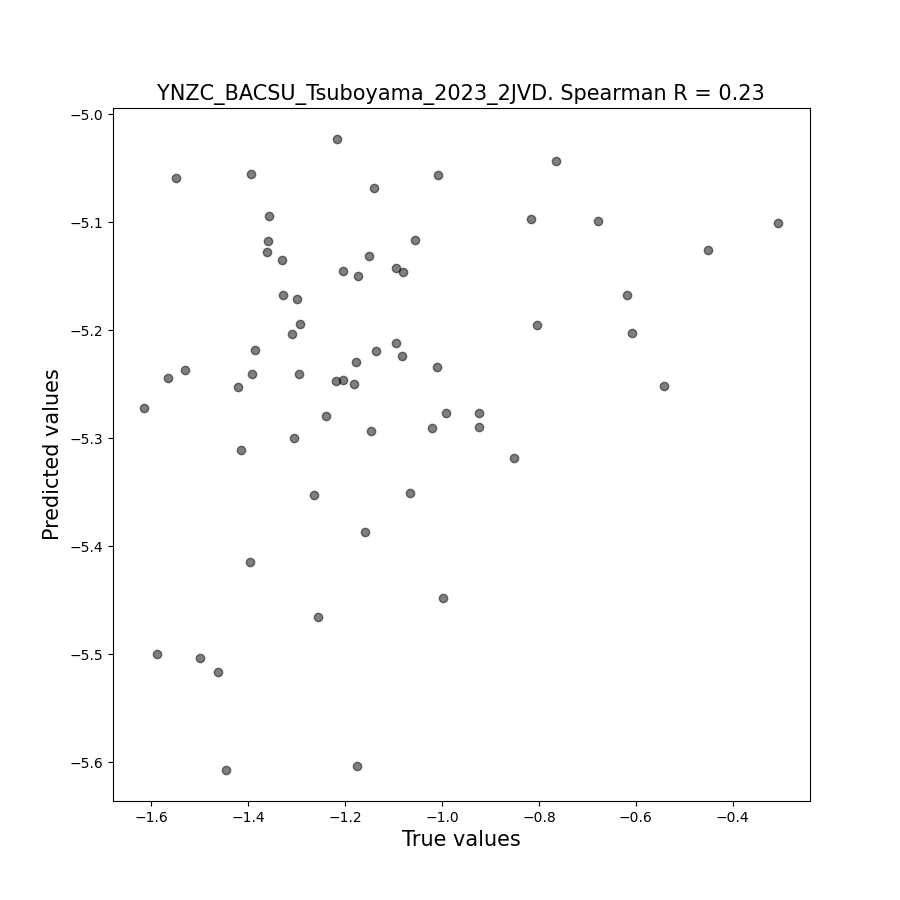 YNZC_BACSU_Tsuboyama_2023_2JVD. Spearman R = 0.23
−5.0
−5.1
−5.2
−5.3
−5.4
−5.5
−5.6
Predicted values
−1.6 −1.4 −1.2 −1.0 −0.8 −0.6 −0.4
True values